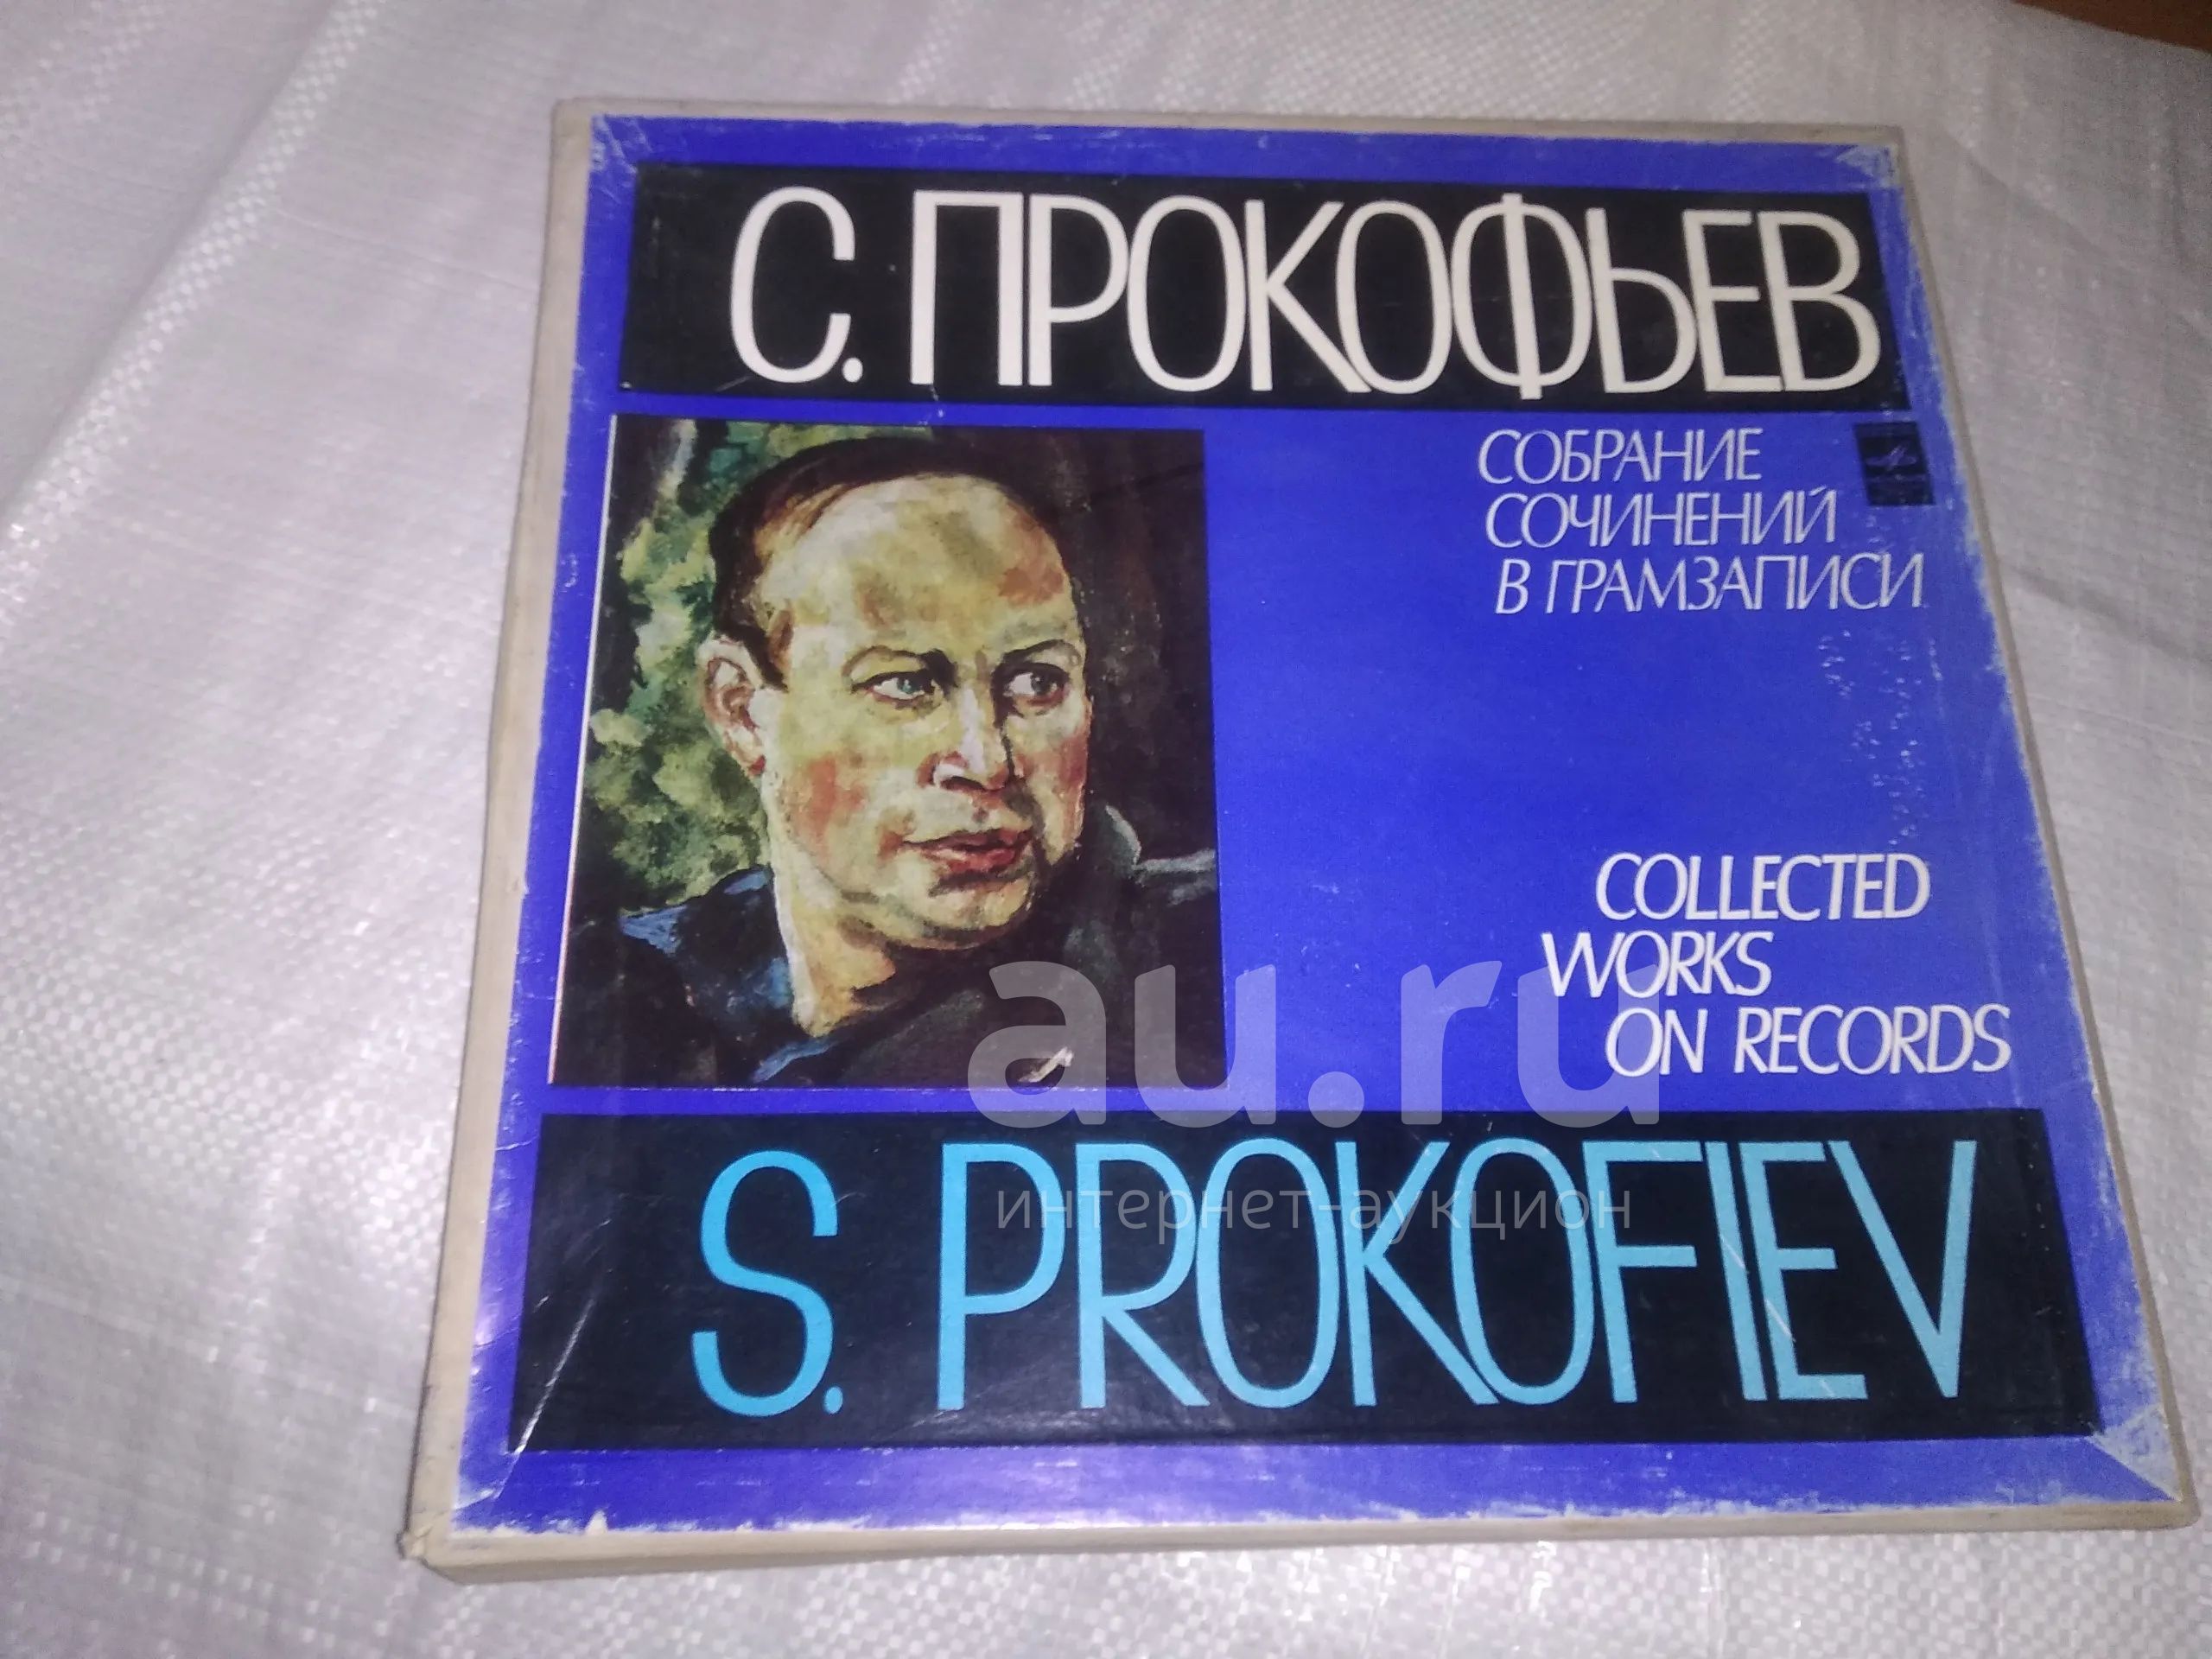 С. ПРОКОФЬЕВ
СОБРАНИЕ
СОЧИНЕНИЙ
В ГРАМЗАПИСИ
COLLECTED
WORKS
ON RECORDS
au.ru
интернет-аукцион
S. PROKOFIEV